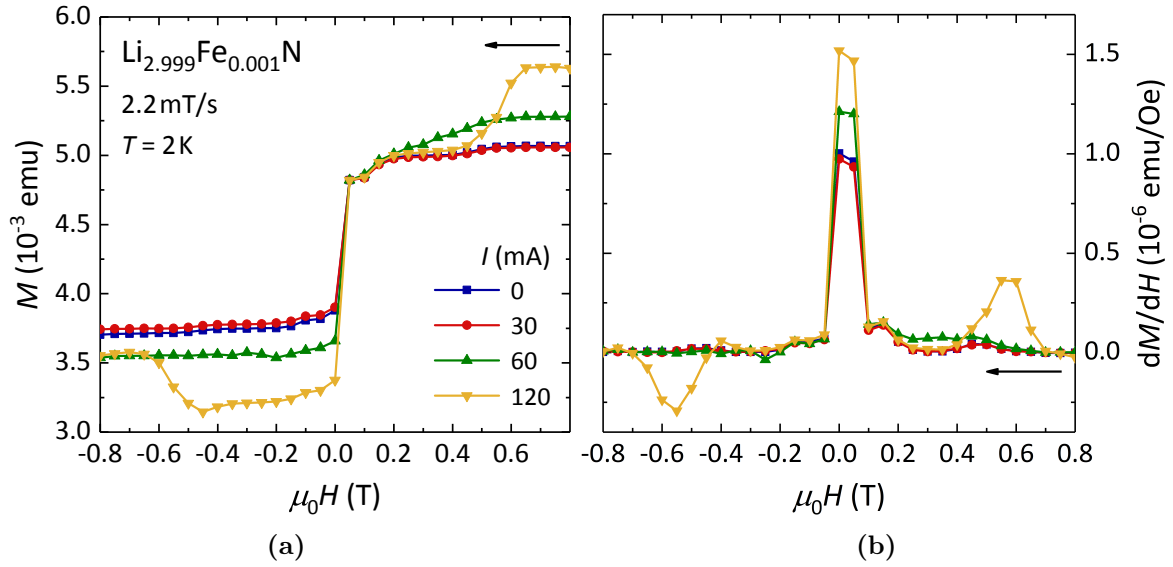 Li2.999Fe0.001N
2.2 mT/s
T = 2 K
M (10-3 emu)
6.0
5.5
5.0
4.5
4.0
3.5
3.0
I (mA)
0
30
60
120
-0.8 -0.6 -0.4 -0.2 0.0 0.2 0.4 0.6
μ0H (T)
(a)
dM/dH (10-6 emu/Oe)
1.5
1.0
0.5
0.0
-0.8 -0.6 -0.4 -0.2 0.0 0.2 0.4 0.6 0.8
μ0H (T)
(b)